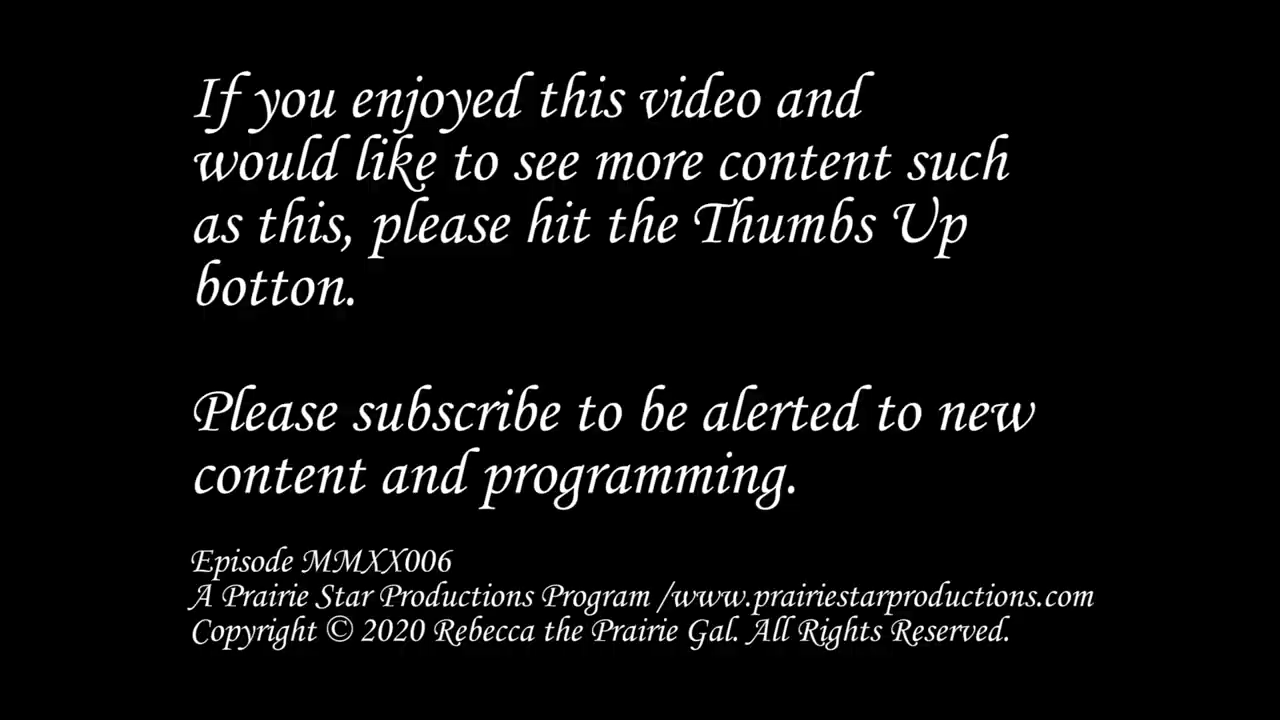 If you enjoyed this video and
would like to see more content such
as this, please hit the Thumbs Up
botton.
Please subscribe to be alerted to new
content and programming.
Episode MMXX006
A Prairie Star Productions Program /www.prairiestarproductions.com
Copyright © 2020 Rebecca the Prairie Gal. All Rights Reserved.